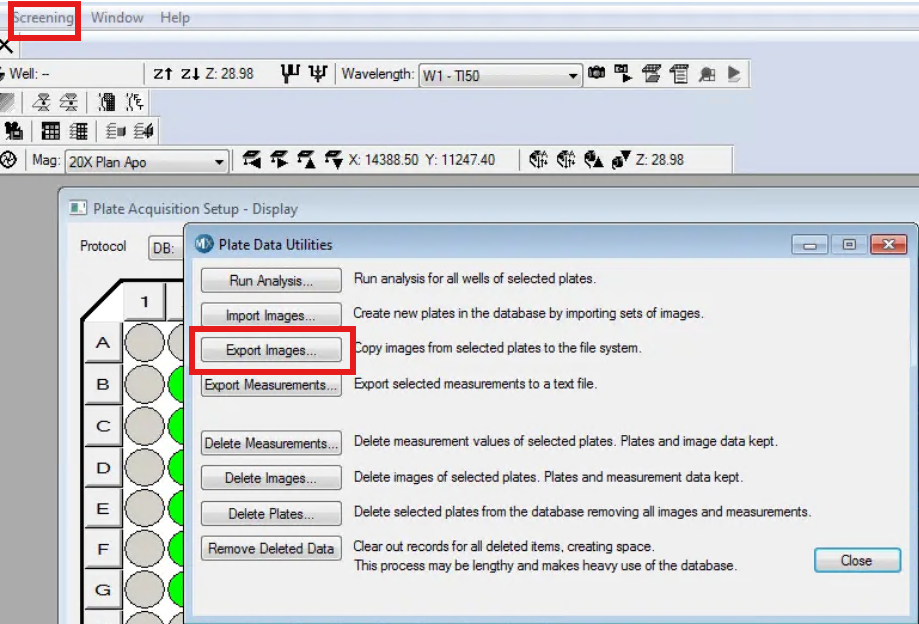 Screening Window Help
Well: -- Z: 28.98 Wavelength: W1 - TI50
Mag: 20X Plan Apo X: 14388.50 Y: 11247.40 Z: 28.98
Plate Acquisition Setup - Display
Protocol DB:
Plate Data Utilities
Run Analysis... Run analysis for all wells of selected plates.
1
Import Images... Create new plates in the database by importing sets of images.
A
Export Images... Copy images from selected plates to the file system.
B
Export Measurements... Export selected measurements to a text file.
C
Delete Measurements... Delete measurement values of selected plates. Plates and image data kept.
D
Delete Images... Delete images of selected plates. Plates and measurement data kept.
E
Delete Plates... Delete selected plates from the database removing all images and measurements.
F
Remove Deleted Data Clear out records for all deleted items, creating space.
This process may be lengthy and makes heavy use of the database.
Close
G